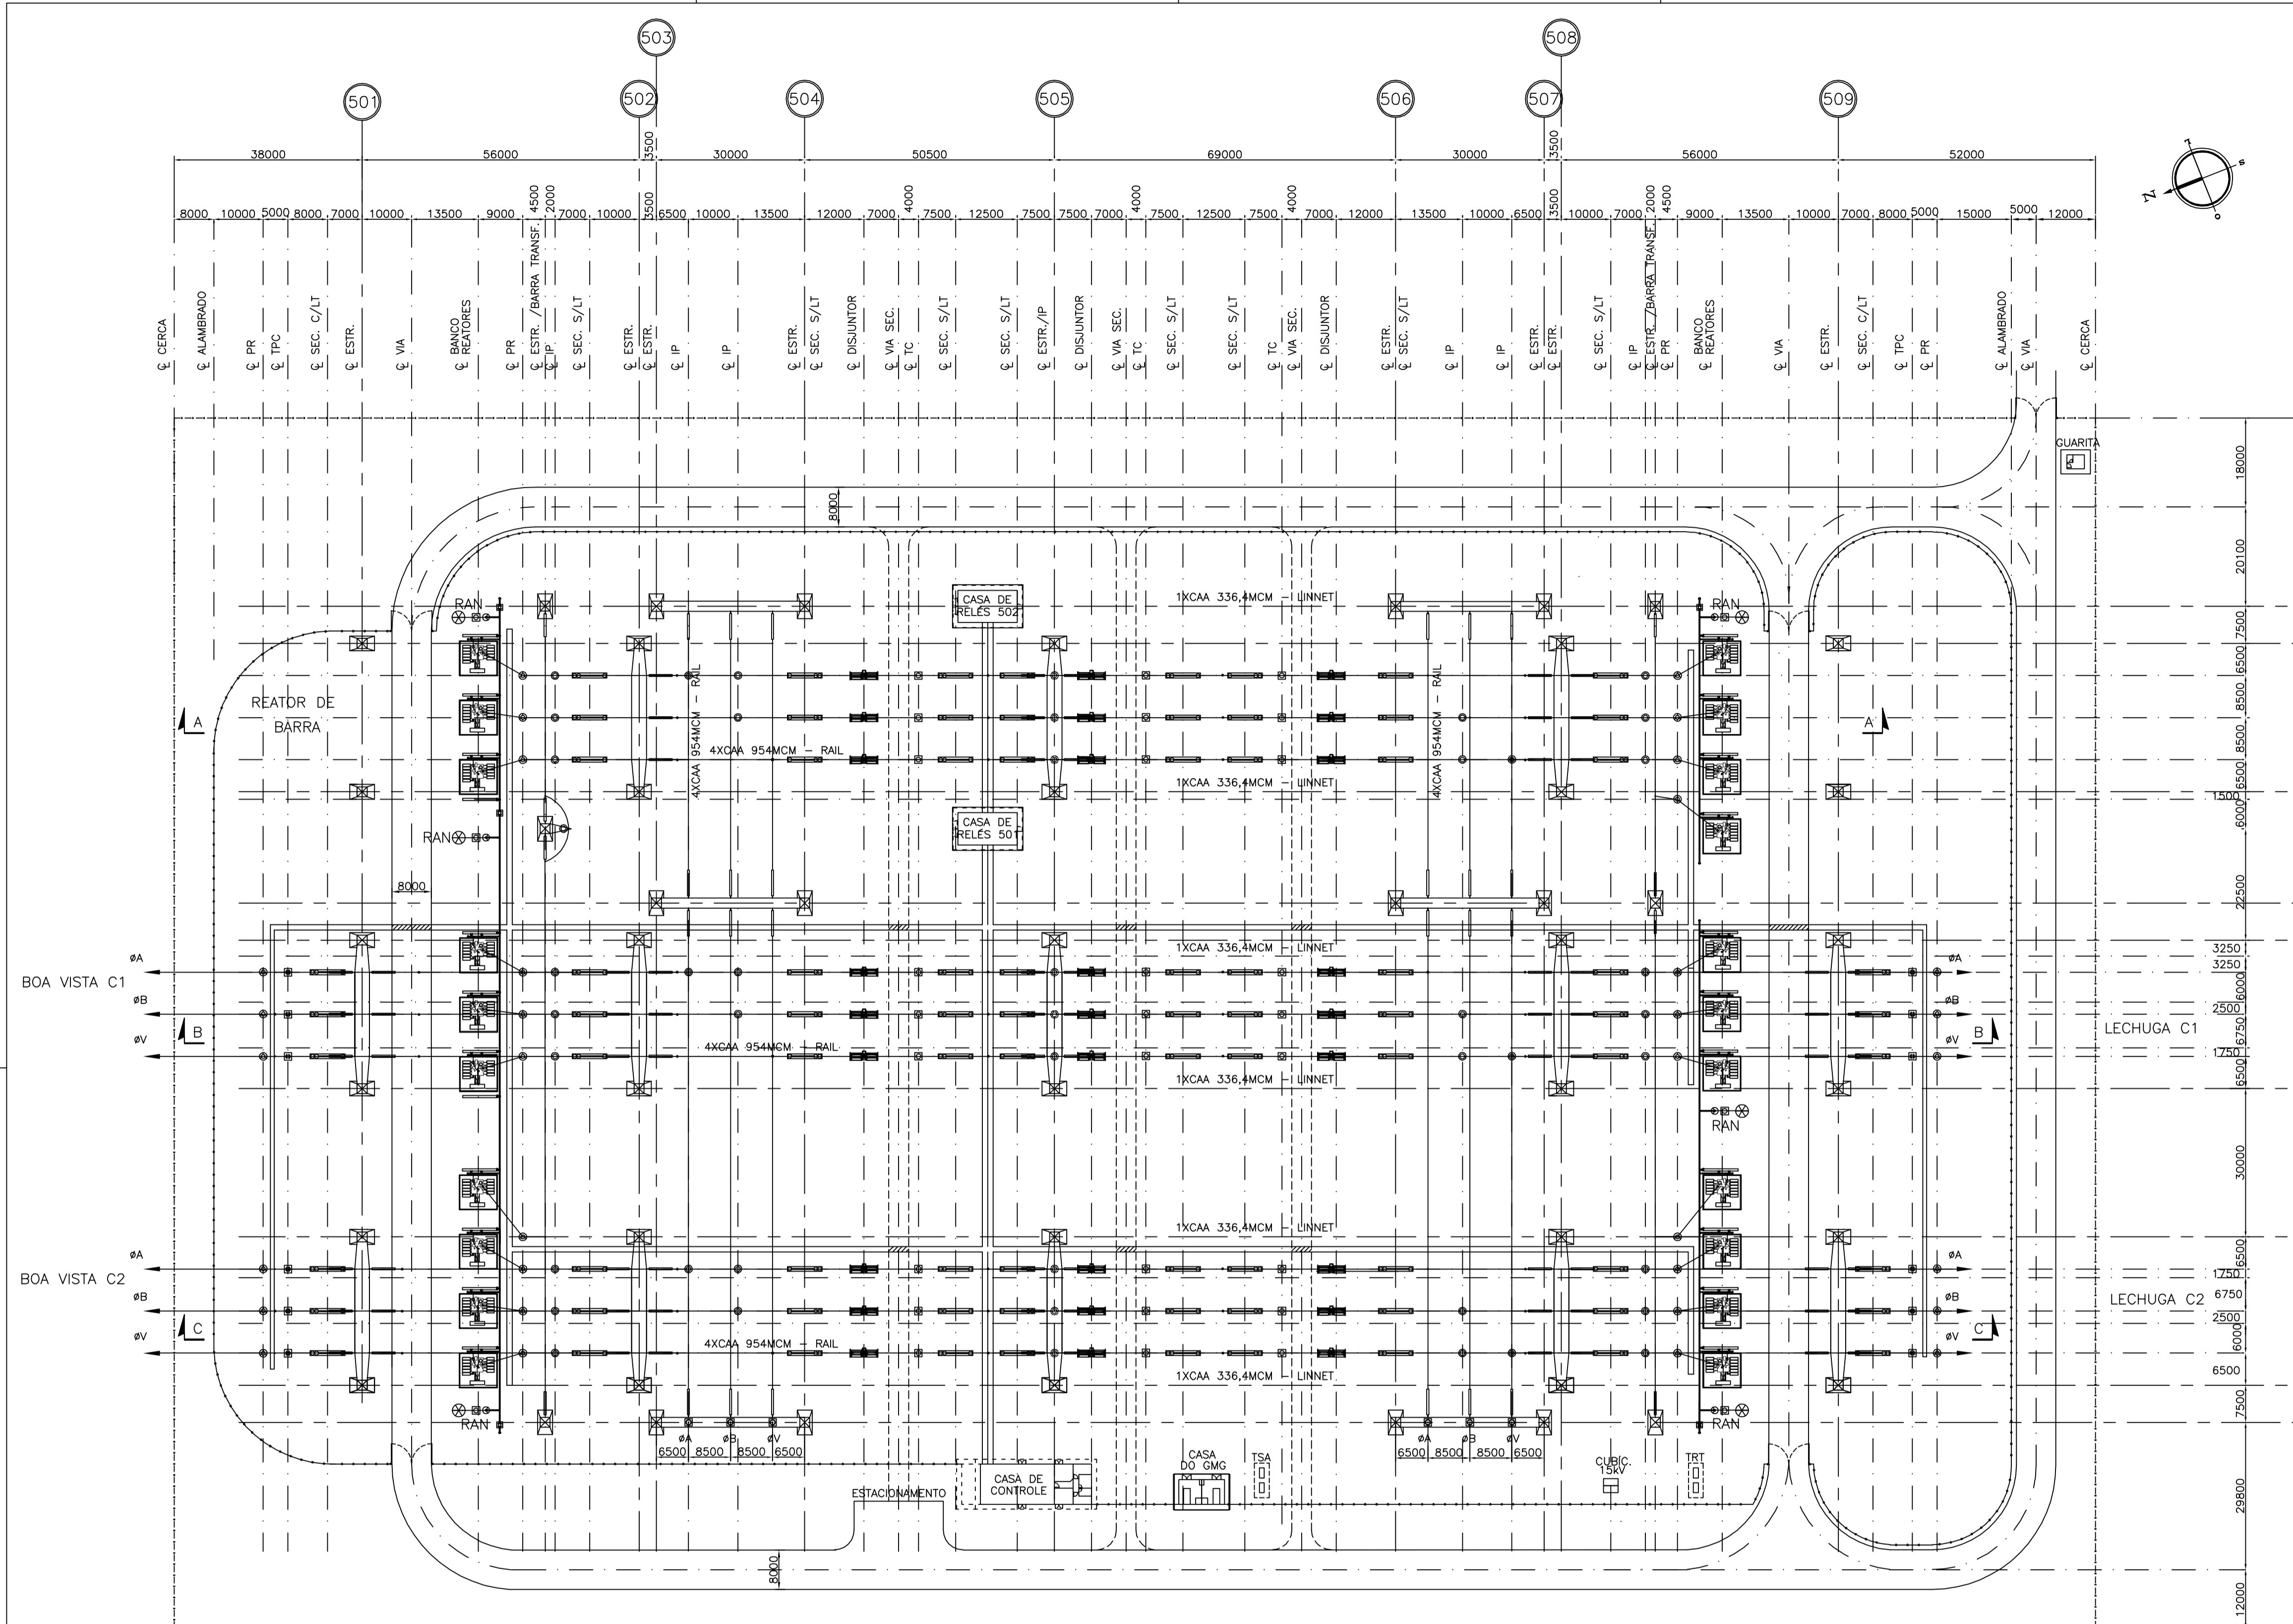 503
508
501
502
504
505
506
507
509
3500
3500
38000
56000
30000
50500
69000
30000
56000
52000
N
S
L
O
8000
10000
5000
8000
7000
10000
13500
9000
4500
2000
7000
10000
3500
6500
10000
13500
12000
7000
4000
7500
12500
7500
7500
7000
4000
7500
12500
7500
4000
7000
12000
13500
10000
6500
3500
10000
7000
2000
4500
9000
13500
10000
7000
8000
5000
15000
5000
12000
℄ CERCA
℄ ALAMBRADO
℄ PR
℄ TPC
℄ SEC. C/LT
℄ ESTR.
℄ VIA
℄ BANCO
REATORES
℄ PR
℄ ESTR. /BARRA TRANSF.
℄ IP
℄ SEC. S/LT
℄ ESTR.
℄ ESTR.
℄ IP
℄ IP
℄ ESTR.
℄ SEC. S/LT
℄ DISJUNTOR
℄ VIA SEC.
℄ TC
℄ SEC. S/LT
℄ SEC. S/LT
℄ ESTR./IP
℄ DISJUNTOR
℄ VIA SEC.
℄ TC
℄ SEC. S/LT
℄ SEC. S/LT
℄ TC
℄ VIA SEC.
℄ DISJUNTOR
℄ ESTR.
℄ SEC. S/LT
℄ IP
℄ IP
℄ ESTR.
℄ ESTR.
℄ SEC. S/LT
℄ IP
℄ ESTR. /BARRA TRANSF.
℄ PR
℄ BANCO
REATORES
℄ VIA
℄ ESTR.
℄ SEC. C/LT
℄ TPC
℄ PR
℄ ALAMBRADO
℄ VIA
℄ CERCA
GUARITA
18000
8000
20100
RAN
CASA DE
RELÉS 502
1XCAA 336,4MCM – LINNET
RAN
7500
6500
REATOR DE
BARRA
A
4XCAA 954MCM – RAIL
4XCAA 954MCM – RAIL
A
8500
4XCAA 954MCM – RAIL
8500
1XCAA 336,4MCM – LINNET
6500
1500
6000
RAN
CASA DE
RELÉS 501
8000
22500
1XCAA 336,4MCM – LINNET
3250
øA
øA
3250
BOA VISTA C1
6000
øB
øB
2500
B
B
LECHUGA C1
6750
øV
4XCAA 954MCM – RAIL
øV
1750
1XCAA 336,4MCM – LINNET
6500
RAN
30000
1XCAA 336,4MCM – LINNET
øA
øA
6500
BOA VISTA C2
1750
øB
øB
6750
LECHUGA C2
2500
øV
C
4XCAA 954MCM – RAIL
øV
C
6000
1XCAA 336,4MCM – LINNET
6500
7500
RAN
RAN
øA
øB
øV
øA
øB
øV
6500
8500
8500
6500
6500
8500
8500
6500
CASA
DO GMG
TSA
CUBÍC.
15kV
TRT
CASA DE
CONTROLE
ESTACIONAMENTO
29800
8000
12000